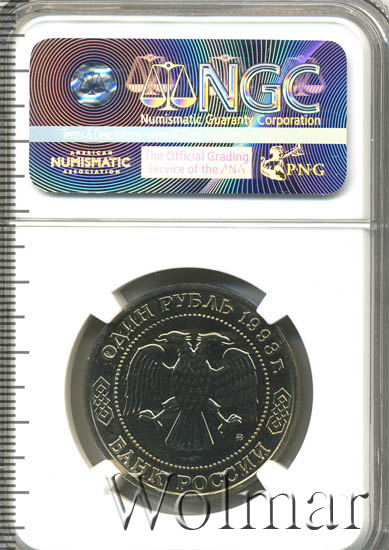 NGC
Numismatic Guaranty Corporation
Terms & Descriptions
AMERICAN
NUMISMATIC
ASSOCIATION
The Official Grading
Service of the ANA
PNG
ОДИН РУБЛЬ 1993 г.
БАНК РОССИИ
Wolmar